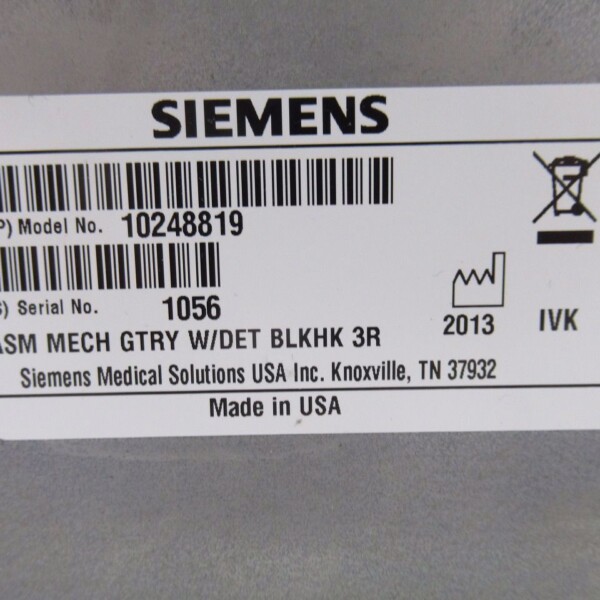 SIEMENS
P) Model No. 10248819
S) Serial No. 1056
ASM MECH GTRY W/DET BLKHK 3R
2013
IVK
Siemens Medical Solutions USA Inc. Knoxville, TN 37932
Made in USA